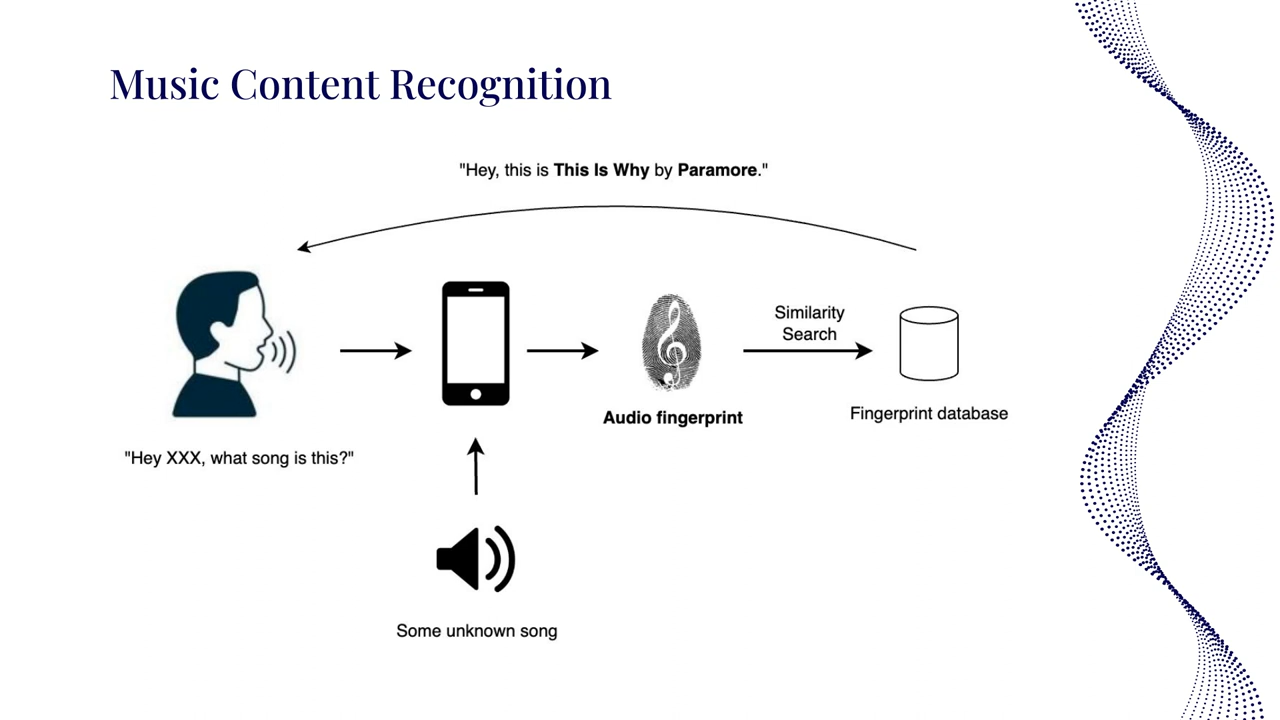 Music Content Recognition
"Hey, this is This Is Why by Paramore."
Similarity
Search
Audio fingerprint
Fingerprint database
"Hey XXX, what song is this?"
Some unknown song